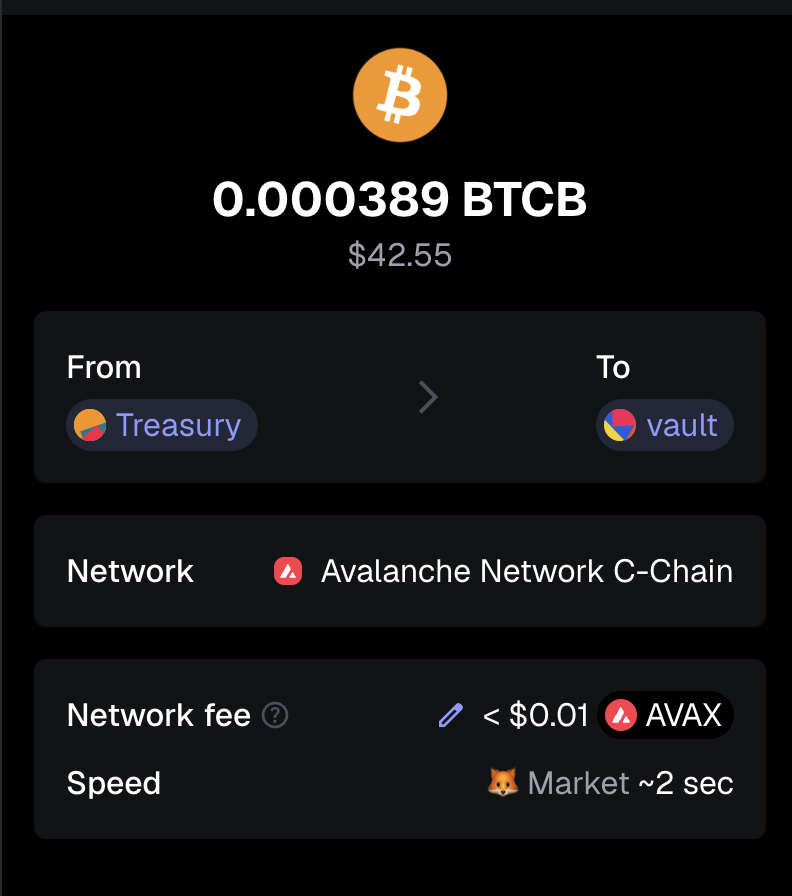 0.000389 BTCB
$42.55
From
To
Treasury
vault
Network
Avalanche Network C-Chain
Network fee ? < $0.01 AVAX
Speed
Market ~2 sec